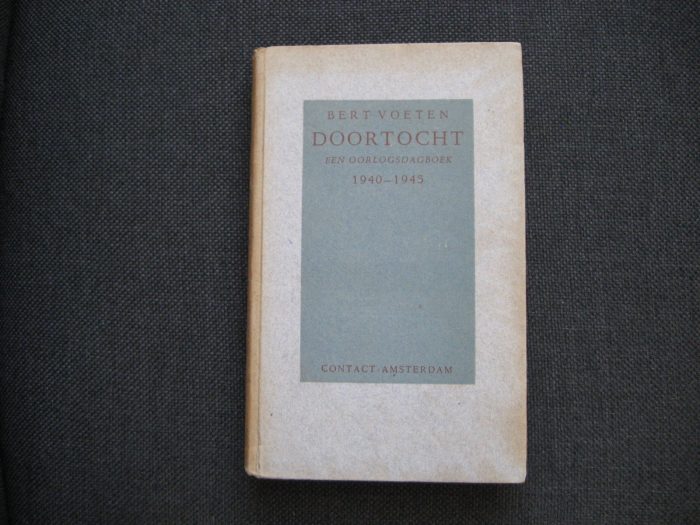 BERT VOETEN
DOORTOCHT
EEN OORLOGSDAGBOEK
1940–1945
CONTACT·AMSTERDAM